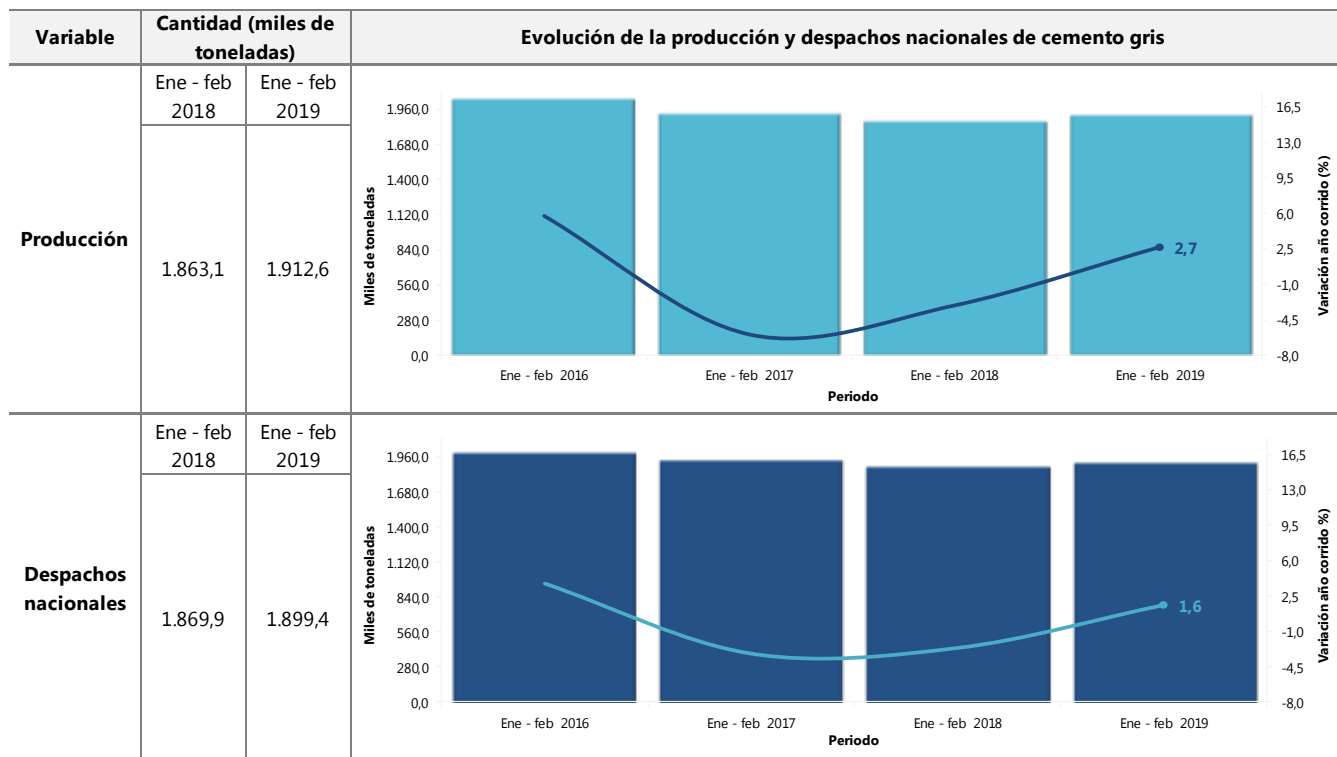 Variable
Cantidad (miles de
toneladas)
Evolución de la producción y despachos nacionales de cemento gris
Producción
Ene - feb
2018
Ene - feb
2019
1.863,1
1.912,6
Miles de toneladas
1.960,0
1.680,0
1.400,0
1.120,0
840,0
560,0
280,0
0,0
2,7
16,5
13,0
9,5
6,0
2,5
-1,0
-4,5
-8,0
Variación año corrido (%)
Ene - feb 2016
Ene - feb 2017
Ene - feb 2018
Ene - feb 2019
Periodo
Despachos
nacionales
Ene - feb
2018
Ene - feb
2019
1.869,9
1.899,4
Miles de toneladas
1.960,0
1.680,0
1.400,0
1.120,0
840,0
560,0
280,0
0,0
1,6
16,5
13,0
9,5
6,0
2,5
-1,0
-4,5
-8,0
Variación año corrido %)
Ene - feb 2016
Ene - feb 2017
Ene - feb 2018
Ene - feb 2019
Periodo